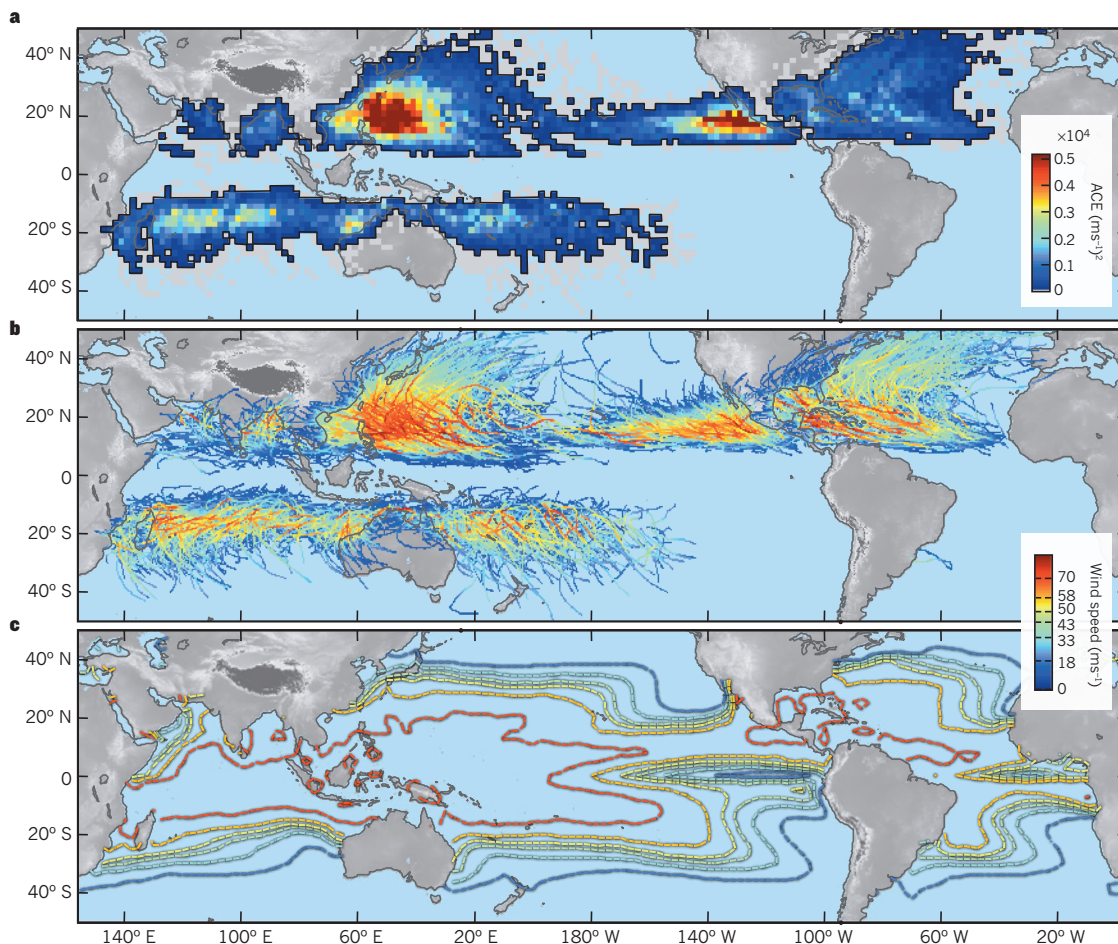 a
40° N
20° N
0
20° S
40° S
×10⁴
0.5
0.4
0.3
0.2
0.1
0
ACE (ms⁻¹)²
b
40° N
20° N
0
20° S
40° S
70
58
50
43
33
18
0
Wind speed (ms⁻¹)
c
40° N
20° N
0
20° S
40° S
140° E
100° E
60° E
20° E
180° W
140° W
100° W
60° W
20° W